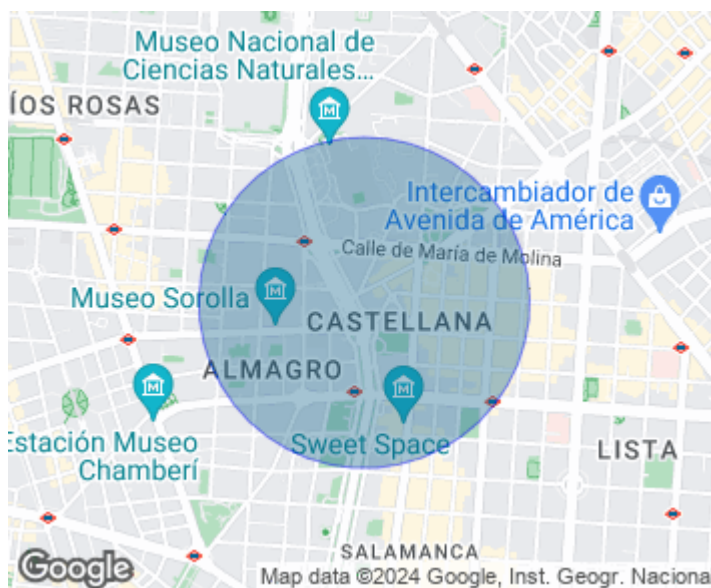 Museo Nacional de
Ciencias Naturales...
ÍOS ROSAS
Intercambiador de
Avenida de América
Calle de María de Molina
Museo Sorolla
CASTELLANA
ALMAGRO
Estación Museo
Chamberí
Sweet Space
LISTA
SALAMANCA
Google
Map data ©2024 Google, Inst. Geogr. Naciona